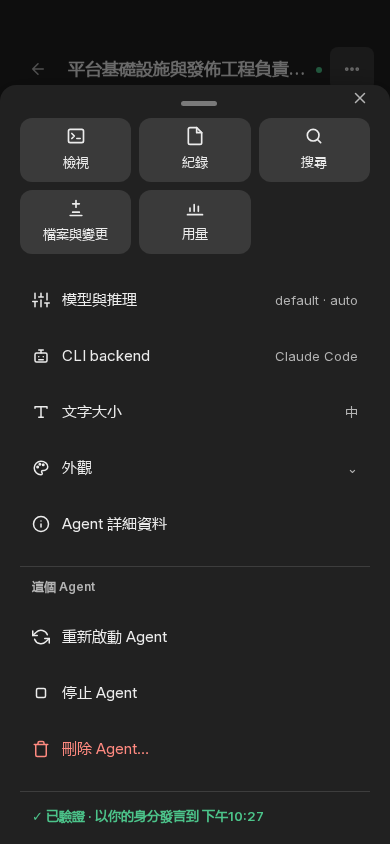 平台基礎設施與發佈工程負責…
檢視
紀錄
搜尋
檔案與變更
用量
模型與推理 default · auto
CLI backend Claude Code
文字大小 中
外觀
Agent 詳細資料
這個 Agent
重新啟動 Agent
停止 Agent
刪除 Agent…
✓ 已驗證 · 以你的身分發言到 下午10:27